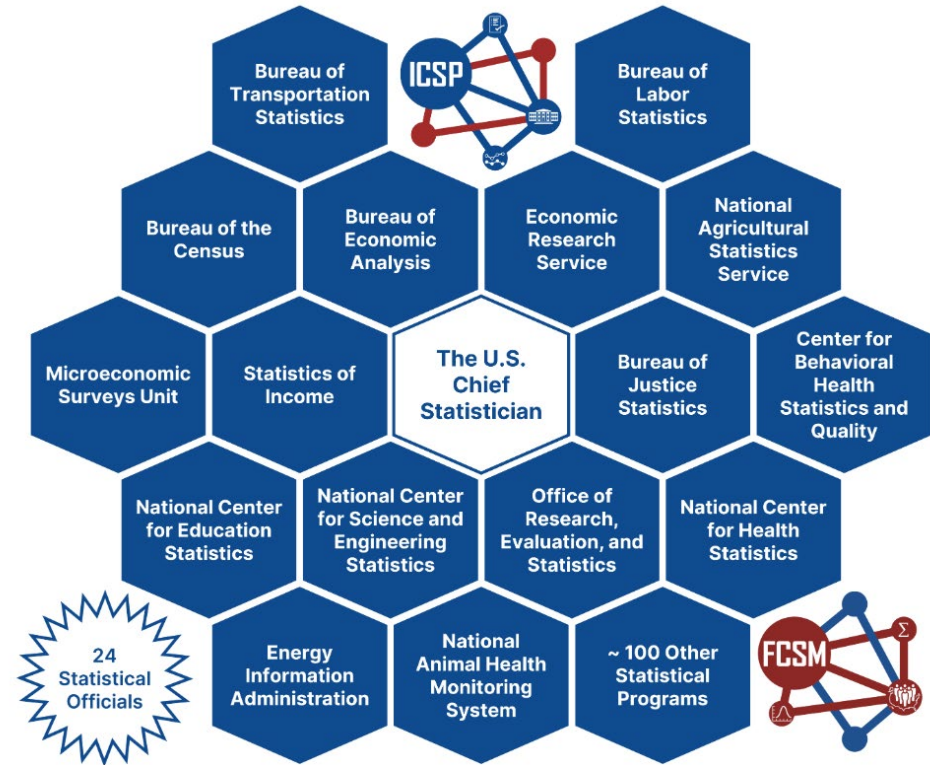 Bureau of
Transportation
Statistics
ICSP
Bureau of
Labor
Statistics
Bureau of the
Census
Bureau of
Economic
Analysis
Economic
Research
Service
National
Agricultural
Statistics
Service
Microeconomic
Surveys Unit
Statistics
of Income
The U.S.
Chief
Statistician
Bureau of
Justice
Statistics
Center for
Behavioral
Health
Statistics and
Quality
National Center
for Education
Statistics
National Center
for Science and
Engineering
Statistics
Office of
Research,
Evaluation, and
Statistics
National Center
for Health
Statistics
24
Statistical
Officials
Energy
Information
Administration
National
Animal Health
Monitoring
System
~ 100 Other
Statistical
Programs
FCSM
Σ